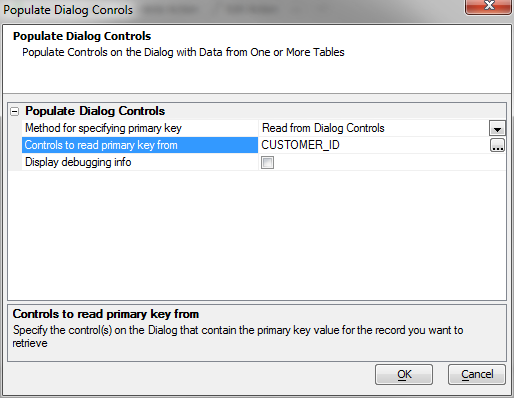 Populate Dialog Conrols
Populate Dialog Controls
Populate Controls on the Dialog with Data from One or More Tables
Populate Dialog Controls
Method for specifying primary key Read from Dialog Controls
Controls to read primary key from CUSTOMER_ID ...
Display debugging info
Controls to read primary key from
Specify the control(s) on the Dialog that contain the primary key value for the record you want to
retrieve
OK Cancel